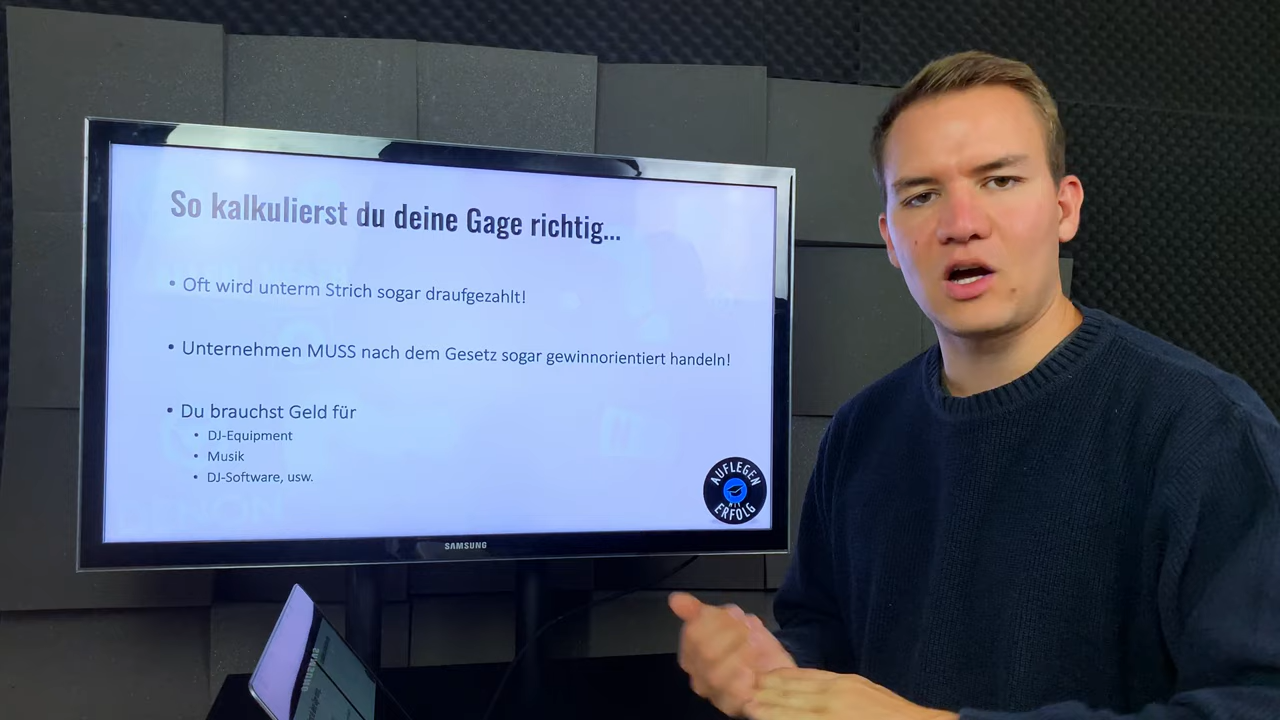 So kalkulierst du deine Gage richtig...
• Oft wird unterm Strich sogar draufgezahlt!
• Unternehmen MUSS nach dem Gesetz sogar gewinnorientiert handeln!
• Du brauchst Geld für
• DJ-Equipment
• Musik
• DJ-Software, usw.
AUFLEGEN
MIT
ERFOLG
SAMSUNG